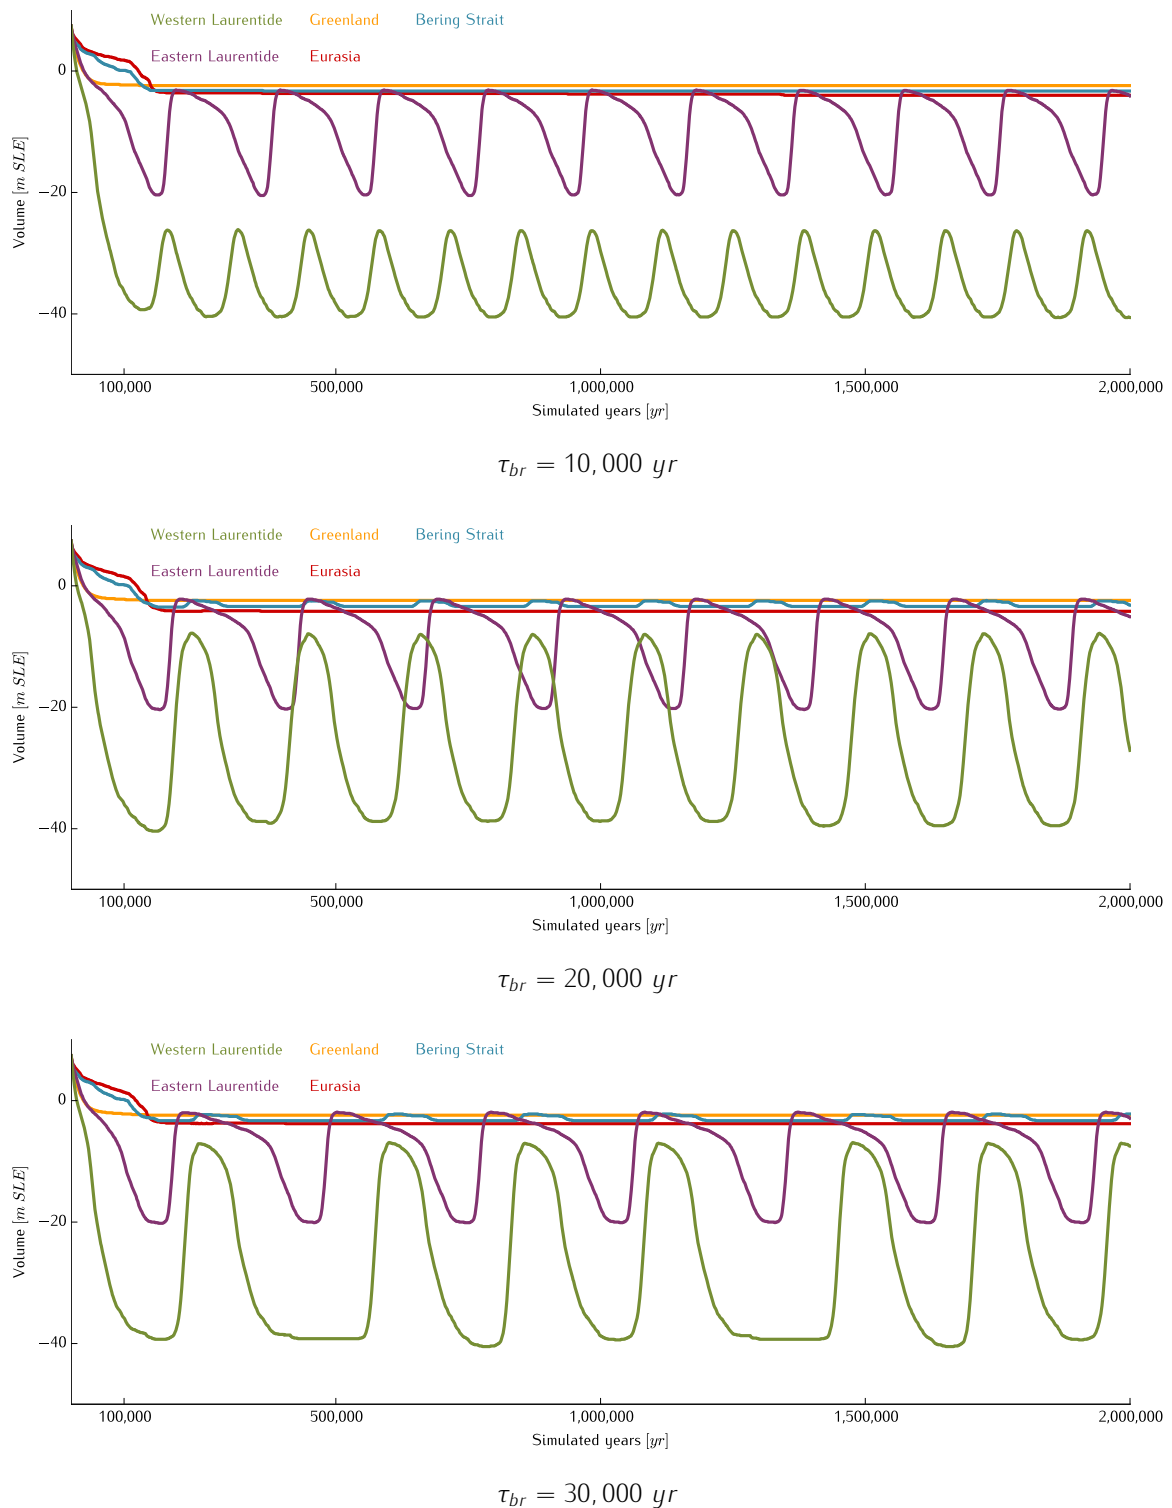 Western Laurentide Greenland Bering Strait
Eastern Laurentide Eurasia
0
−20
−40
Volume [m SLE]
100,000 500,000 1,000,000 1,500,000 2,000,000
Simulated years [yr]
τbr = 10, 000 yr
Western Laurentide Greenland Bering Strait
Eastern Laurentide Eurasia
0
−20
−40
Volume [m SLE]
100,000 500,000 1,000,000 1,500,000 2,000,000
Simulated years [yr]
τbr = 20, 000 yr
Western Laurentide Greenland Bering Strait
Eastern Laurentide Eurasia
0
−20
−40
Volume [m SLE]
100,000 500,000 1,000,000 1,500,000 2,000,000
Simulated years [yr]
τbr = 30, 000 yr